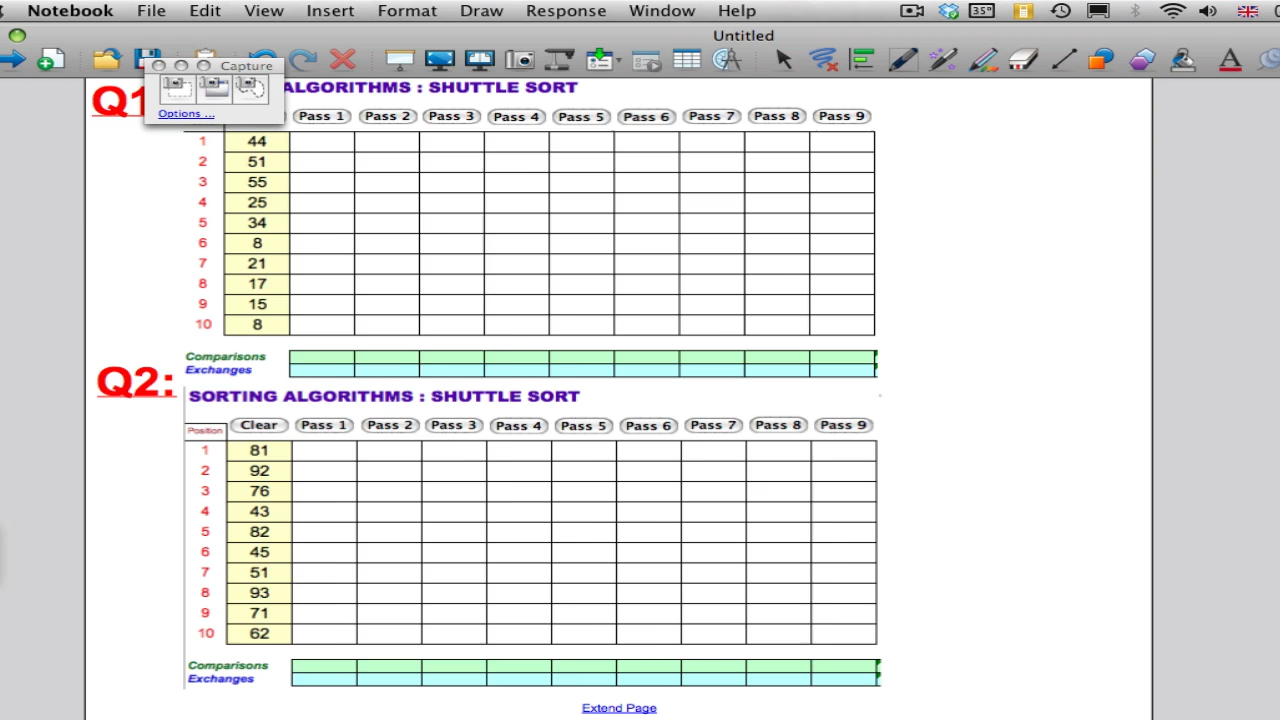 Notebook File Edit View Insert Format Draw Response Window Help 35°
Untitled
Capture
Options ...
Q1
ALGORITHMS : SHUTTLE SORT
Pass 1 Pass 2 Pass 3 Pass 4 Pass 5 Pass 6 Pass 7 Pass 8 Pass 9
1 44
2 51
3 55
4 25
5 34
6 8
7 21
8 17
9 15
10 8
Comparisons
Exchanges
Q2:
SORTING ALGORITHMS : SHUTTLE SORT
Position Clear Pass 1 Pass 2 Pass 3 Pass 4 Pass 5 Pass 6 Pass 7 Pass 8 Pass 9
1 81
2 92
3 76
4 43
5 82
6 45
7 51
8 93
9 71
10 62
Comparisons
Exchanges
Extend Page